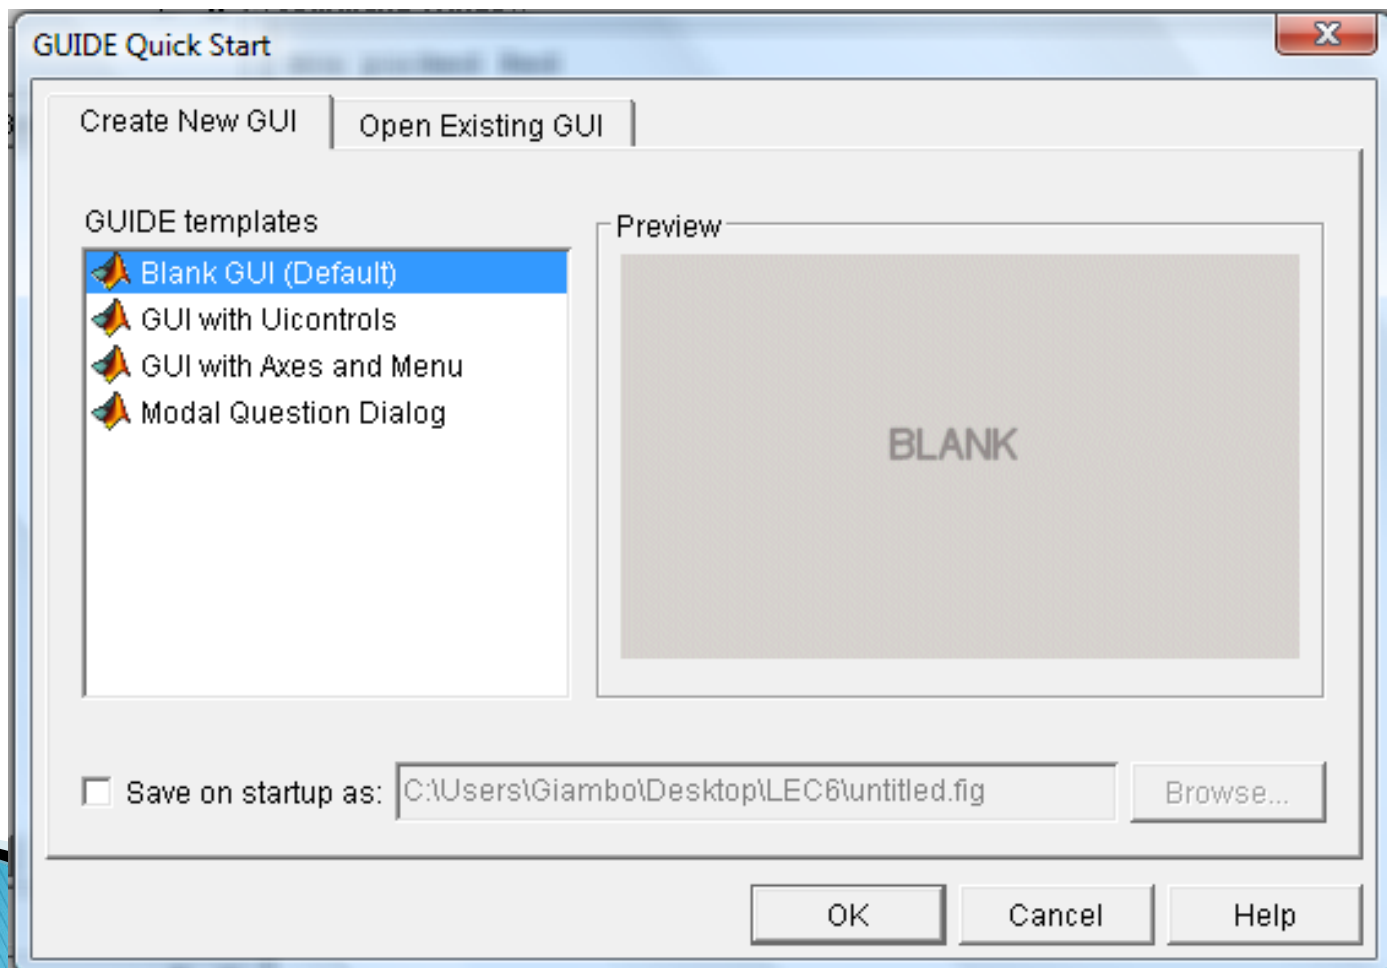 GUIDE Quick Start
Create New GUI
Open Existing GUI
GUIDE templates
Blank GUI (Default)
GUI with Uicontrols
GUI with Axes and Menu
Modal Question Dialog
Preview
BLANK
Save on startup as:
C:\Users\Giambo\Desktop\LEC6\untitled.fig
Browse...
OK
Cancel
Help